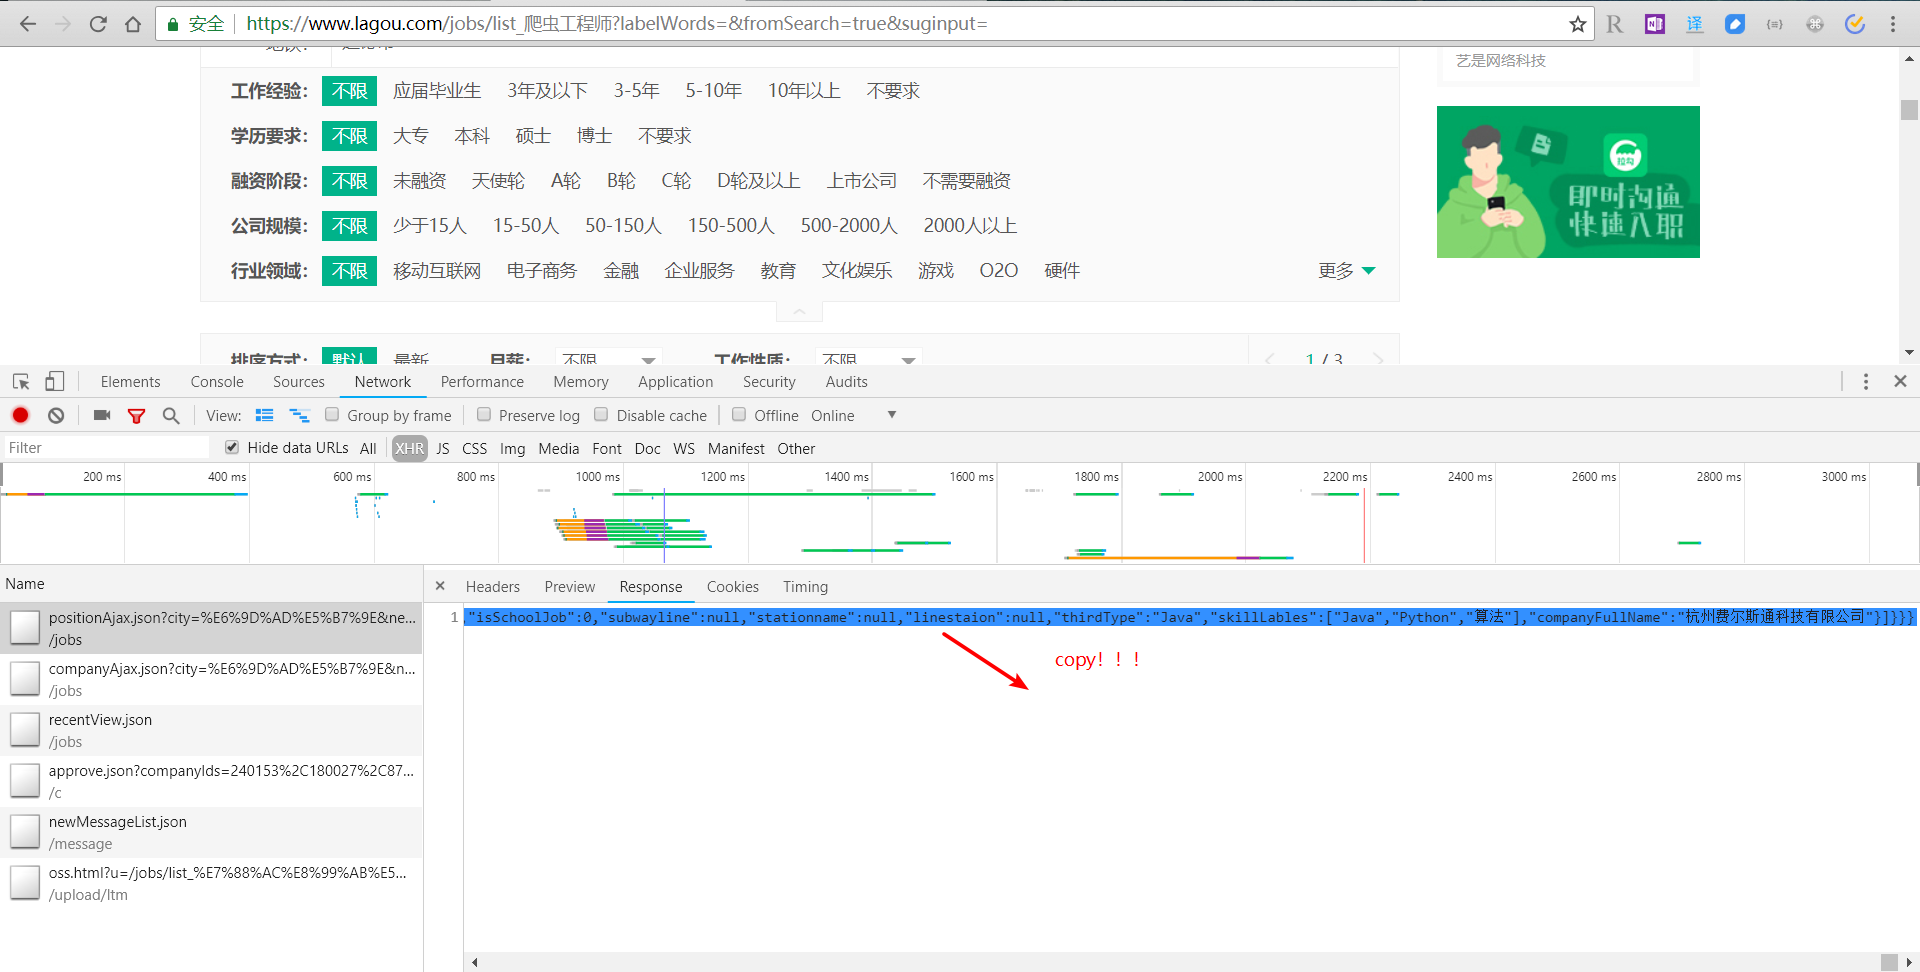 安全 https://www.lagou.com/jobs/list_爬虫工程师?labelWords=&fromSearch=true&suginput=
艺是网络科技
工作经验： 不限 应届毕业生 3年及以下 3-5年 5-10年 10年以上 不要求
学历要求： 不限 大专 本科 硕士 博士 不要求
融资阶段： 不限 未融资 天使轮 A轮 B轮 C轮 D轮及以上 上市公司 不需要融资
公司规模： 不限 少于15人 15-50人 50-150人 150-500人 500-2000人 2000人以上
行业领域： 不限 移动互联网 电子商务 金融 企业服务 教育 文化娱乐 游戏 O2O 硬件 更多
拉勾
即时沟通
快速入职
排序方式： 默认 最新 月薪： 不限 工作性质： 不限 1 / 3
Elements Console Sources Network Performance Memory Application Security Audits
View: Group by frame Preserve log Disable cache Offline Online
Filter Hide data URLs All XHR JS CSS Img Media Font Doc WS Manifest Other
200 ms 400 ms 600 ms 800 ms 1000 ms 1200 ms 1400 ms 1600 ms 1800 ms 2000 ms 2200 ms 2400 ms 2600 ms 2800 ms 3000 ms
Name
Headers Preview Response Cookies Timing
positionAjax.json?city=%E6%9D%AD%E5%B7%9E&ne...
/jobs
companyAjax.json?city=%E6%9D%AD%E5%B7%9E&n...
/jobs
recentView.json
/jobs
approve.json?companyIds=240153%2C180027%2C87...
/c
newMessageList.json
/message
oss.html?u=/jobs/list_%E7%88%AC%E8%99%AB%E5...
/upload/ltm
1 ,"isSchoolJob":0,"subwayline":null,"stationname":null,"linestaion":null,"thirdType":"Java","skillLables":["Java","Python","算法"],"companyFullName":"杭州费尔斯通科技有限公司"}]}}}
copy！！！